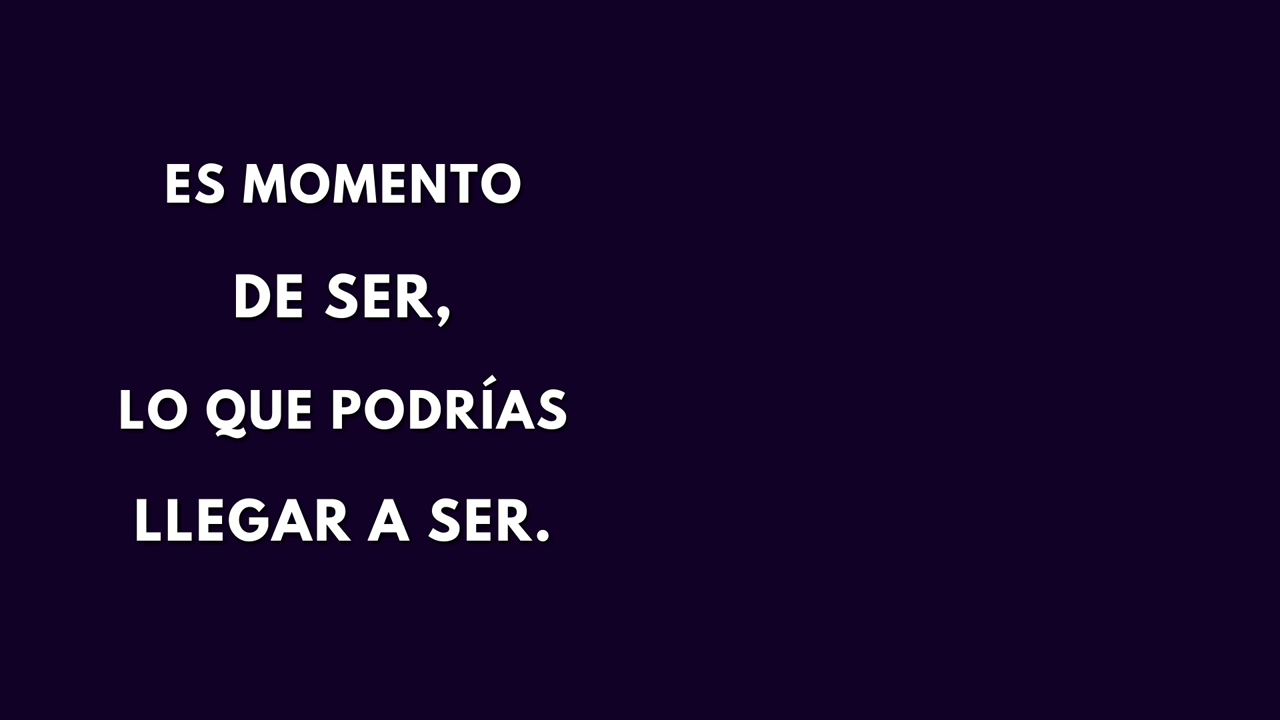 ES MOMENTO
DE SER,
LO QUE PODRÍAS
LLEGAR A SER.